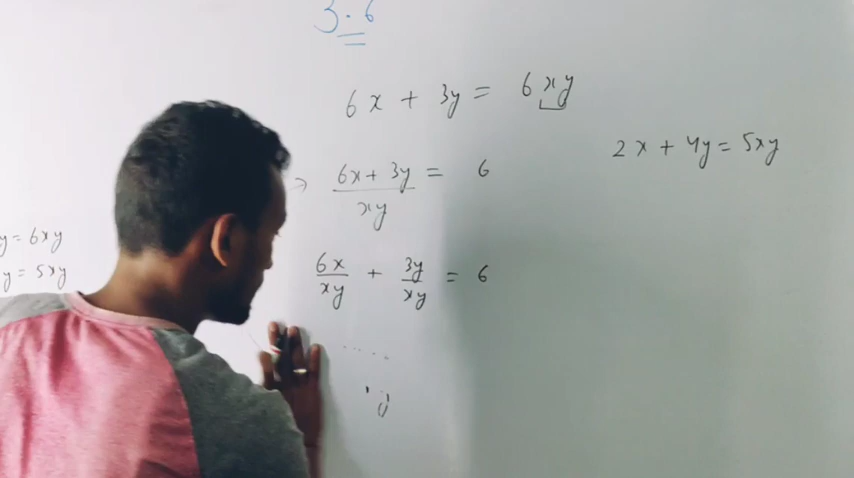 3.6
6x + 3y = 6xy
6x + 3y / xy = 6
6x/xy + 3y/xy = 6
2x + 4y = 5xy
y = 6xy
y = 5xy